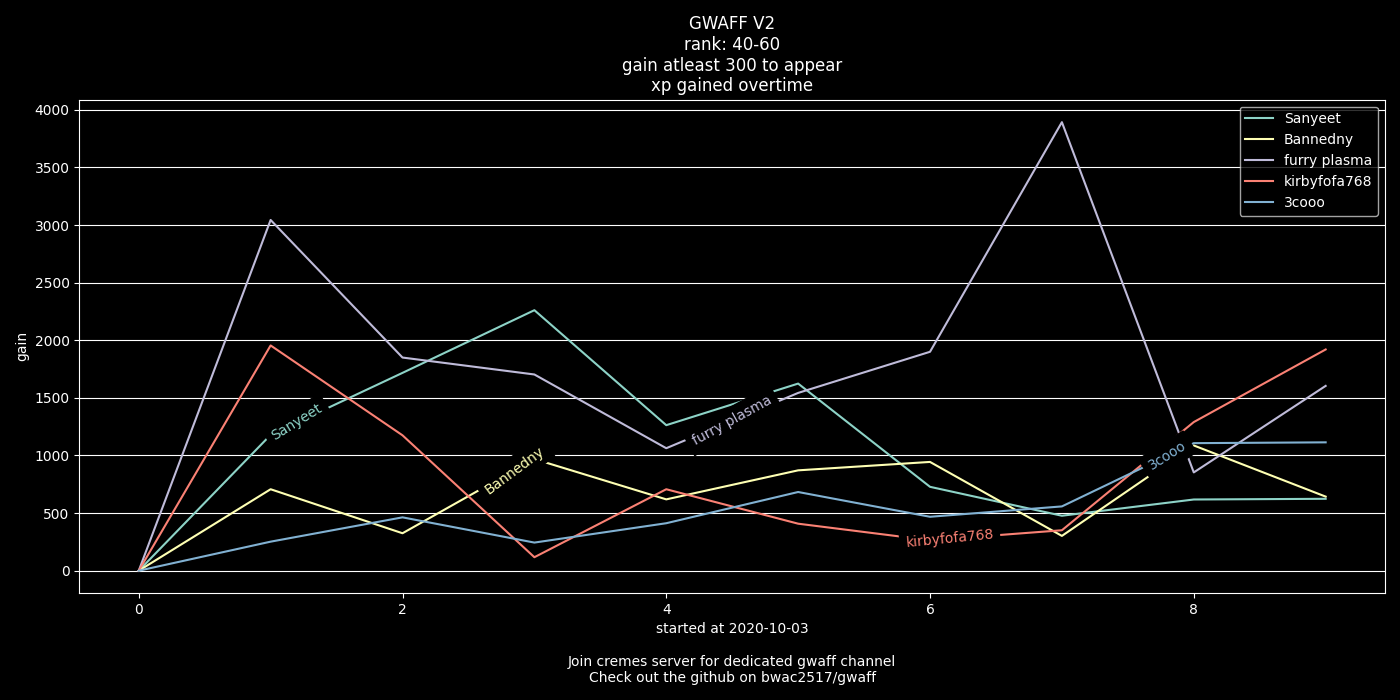 GWAFF V2
rank: 40-60
gain atleast 300 to appear
xp gained overtime
4000
3500
3000
2500
2000
1500
1000
500
0
gain
Sanyeet
Bannedny
furry plasma
kirbyfofa768
3cooo
Sanyeet
Bannedny
furry plasma
kirbyfofa768
3cooo
0 2 4 6 8
started at 2020-10-03
Join cremes server for dedicated gwaff channel
Check out the github on bwac2517/gwaff